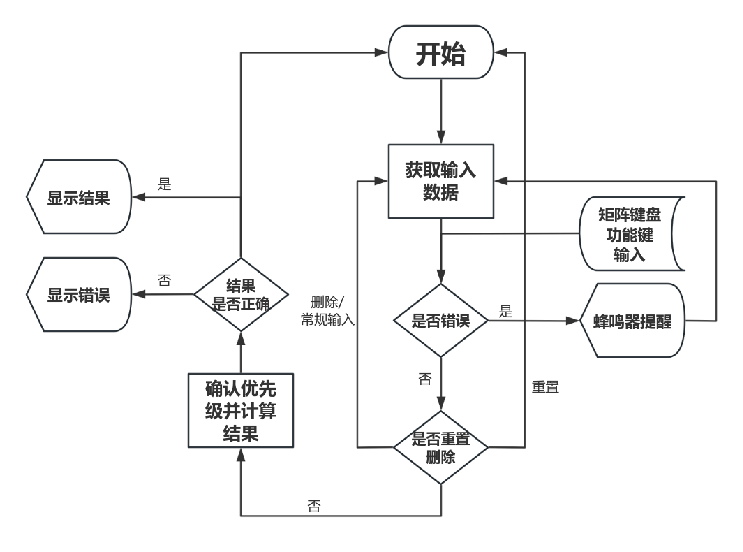 开始
获取输入
数据
矩阵键盘
功能键
输入
是
显示结果
否
显示错误
结果
是否正确
删除/
常规输入
是否错误
是
蜂鸣器提醒
否
重置
确认优先
级并计算
结果
是否重置
删除
否